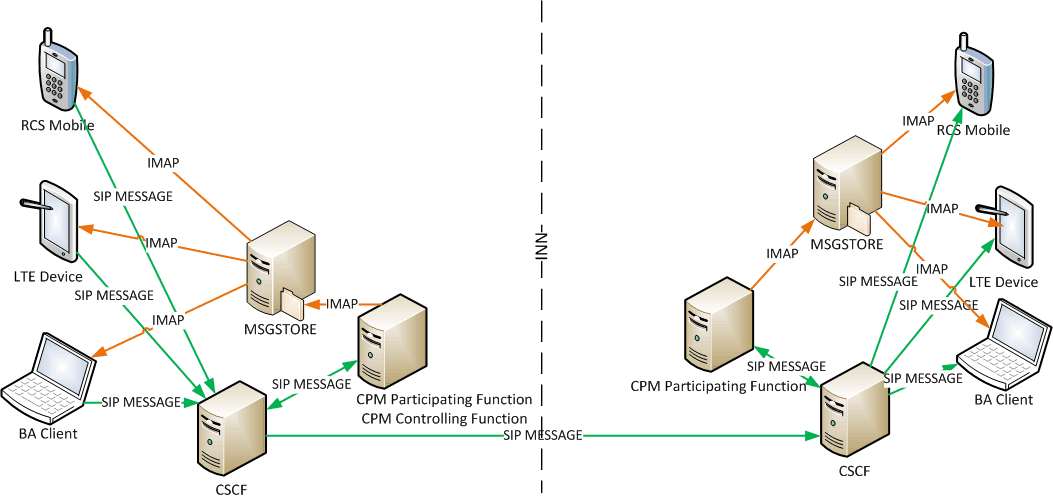 RCS Mobile
IMAP
SIP MESSAGE
IMAP
LTE Device
SIP MESSAGE
MSGSTORE
IMAP
IMAP
SIP MESSAGE
BA Client
SIP MESSAGE
CPM Participating Function
CPM Controlling Function
CSCF
SIP MESSAGE
NNI
IMAP
RCS Mobile
IMAP
MSGSTORE
IMAP
IMAP
SIP MESSAGE
LTE Device
SIP MESSAGE
CPM Participating Function
SIP MESSAGE
SIP MESSAGE
BA Client
CSCF